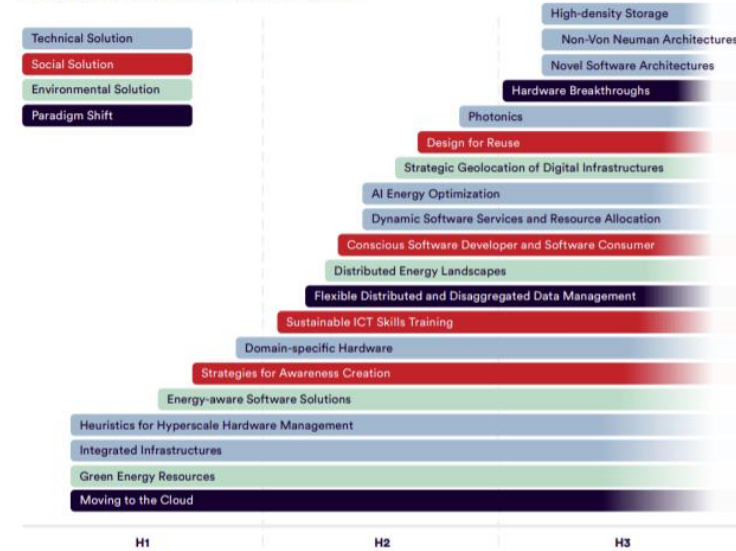 High-density Storage
Technical Solution
Non-Von Neuman Architectures
Social Solution
Novel Software Architectures
Environmental Solution
Hardware Breakthroughs
Paradigm Shift
Photonics
Design for Reuse
Strategic Geolocation of Digital Infrastructures
AI Energy Optimization
Dynamic Software Services and Resource Allocation
Conscious Software Developer and Software Consumer
Distributed Energy Landscapes
Flexible Distributed and Disaggregated Data Management
Sustainable ICT Skills Training
Domain-specific Hardware
Strategies for Awareness Creation
Energy-aware Software Solutions
Heuristics for Hyperscale Hardware Management
Integrated Infrastructures
Green Energy Resources
Moving to the Cloud
H1
H2
H3